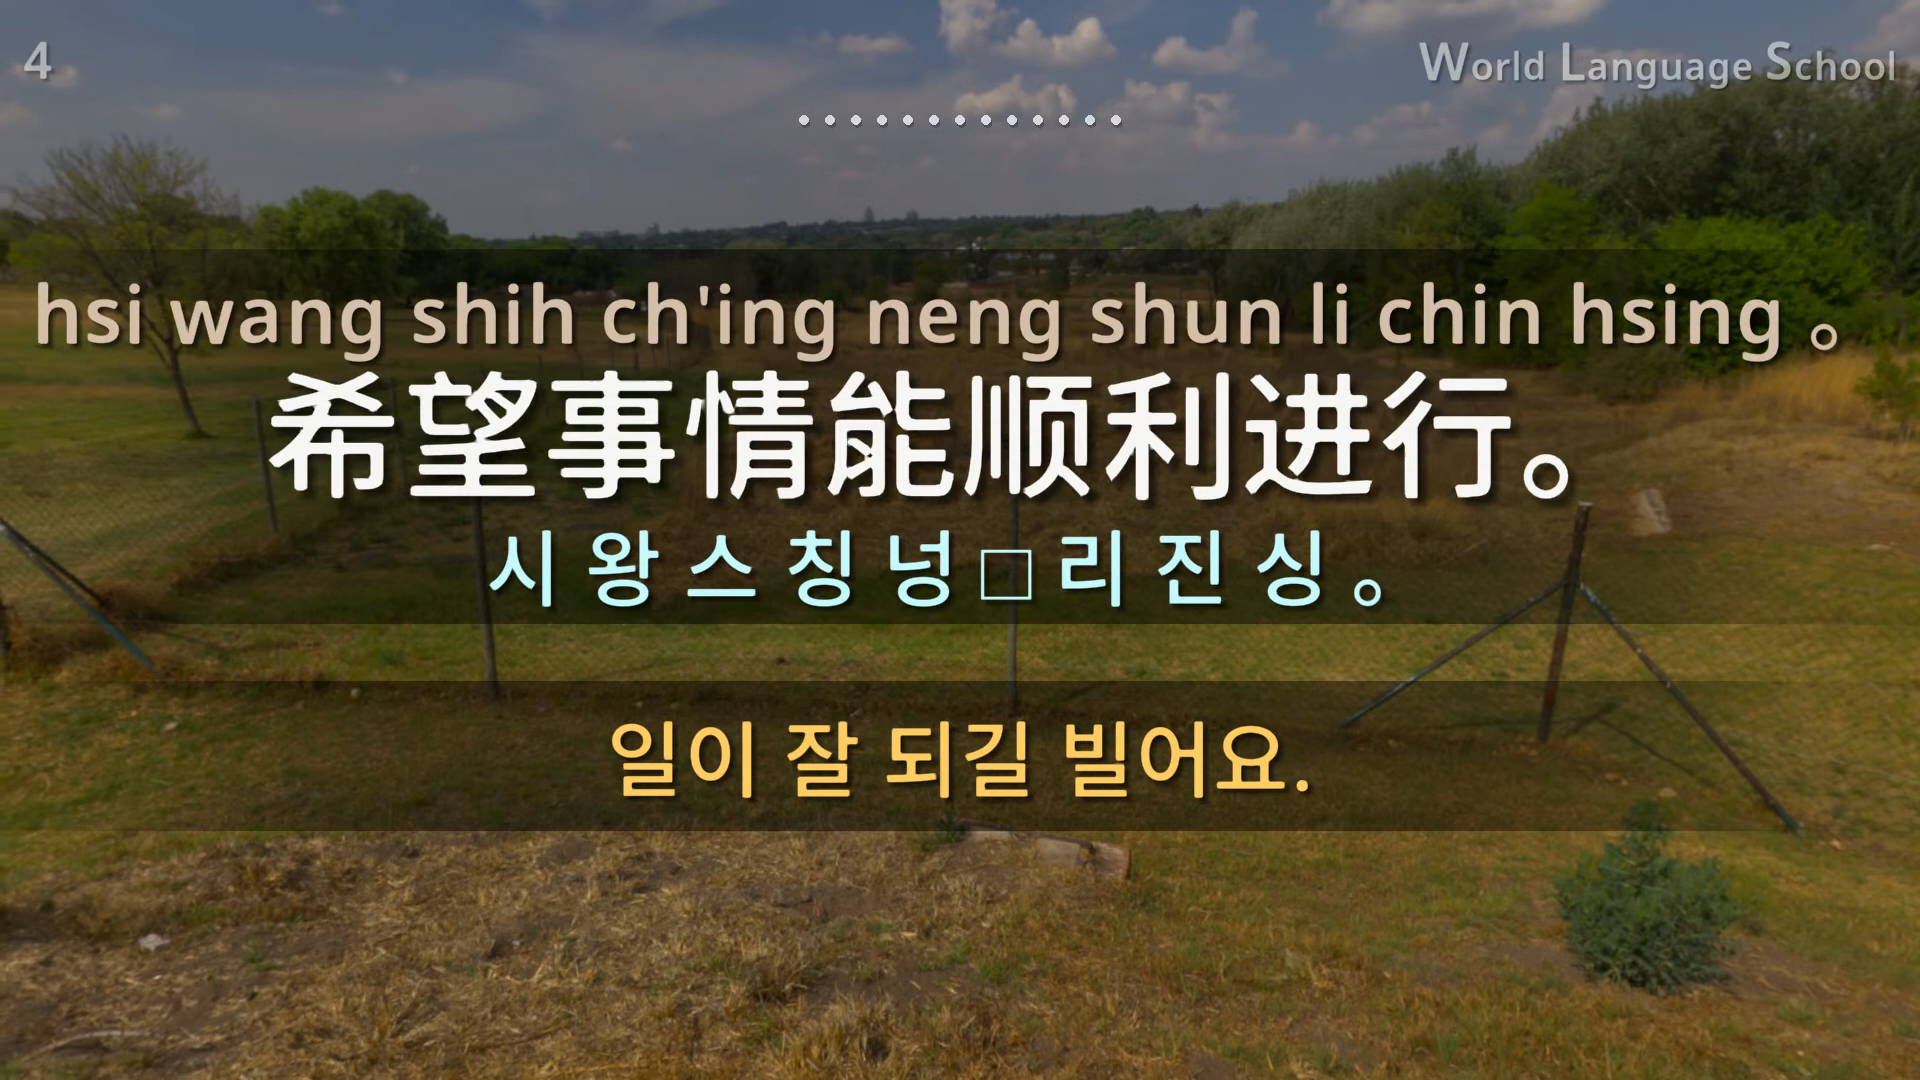 4
World Language School
hsi wang shih ch'ing neng shun li chin hsing 。
希望事情能顺利进行。
시 왕 스 칭 넝 □ 리 진 싱 。
일이 잘 되길 빌어요.